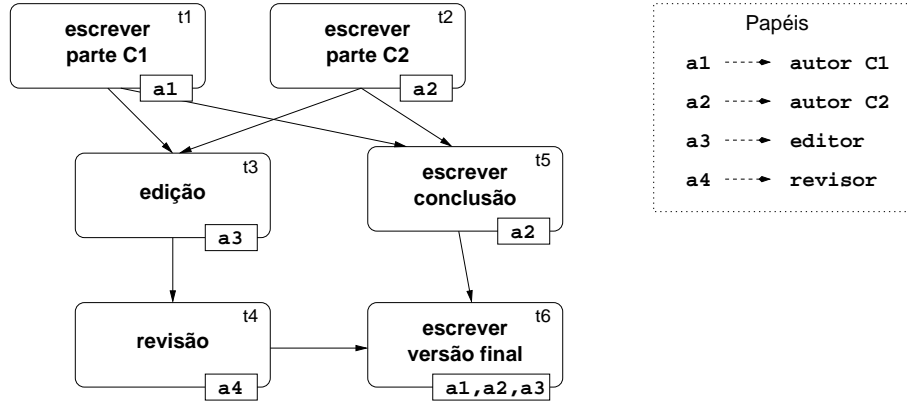 t1
escrever
parte C1
a1
t2
escrever
parte C2
a2
t3
edição
a3
t5
escrever
conclusão
a2
t4
revisão
a4
t6
escrever
versão final
a1,a2,a3
Papéis
a1 autor C1
a2 autor C2
a3 editor
a4 revisor